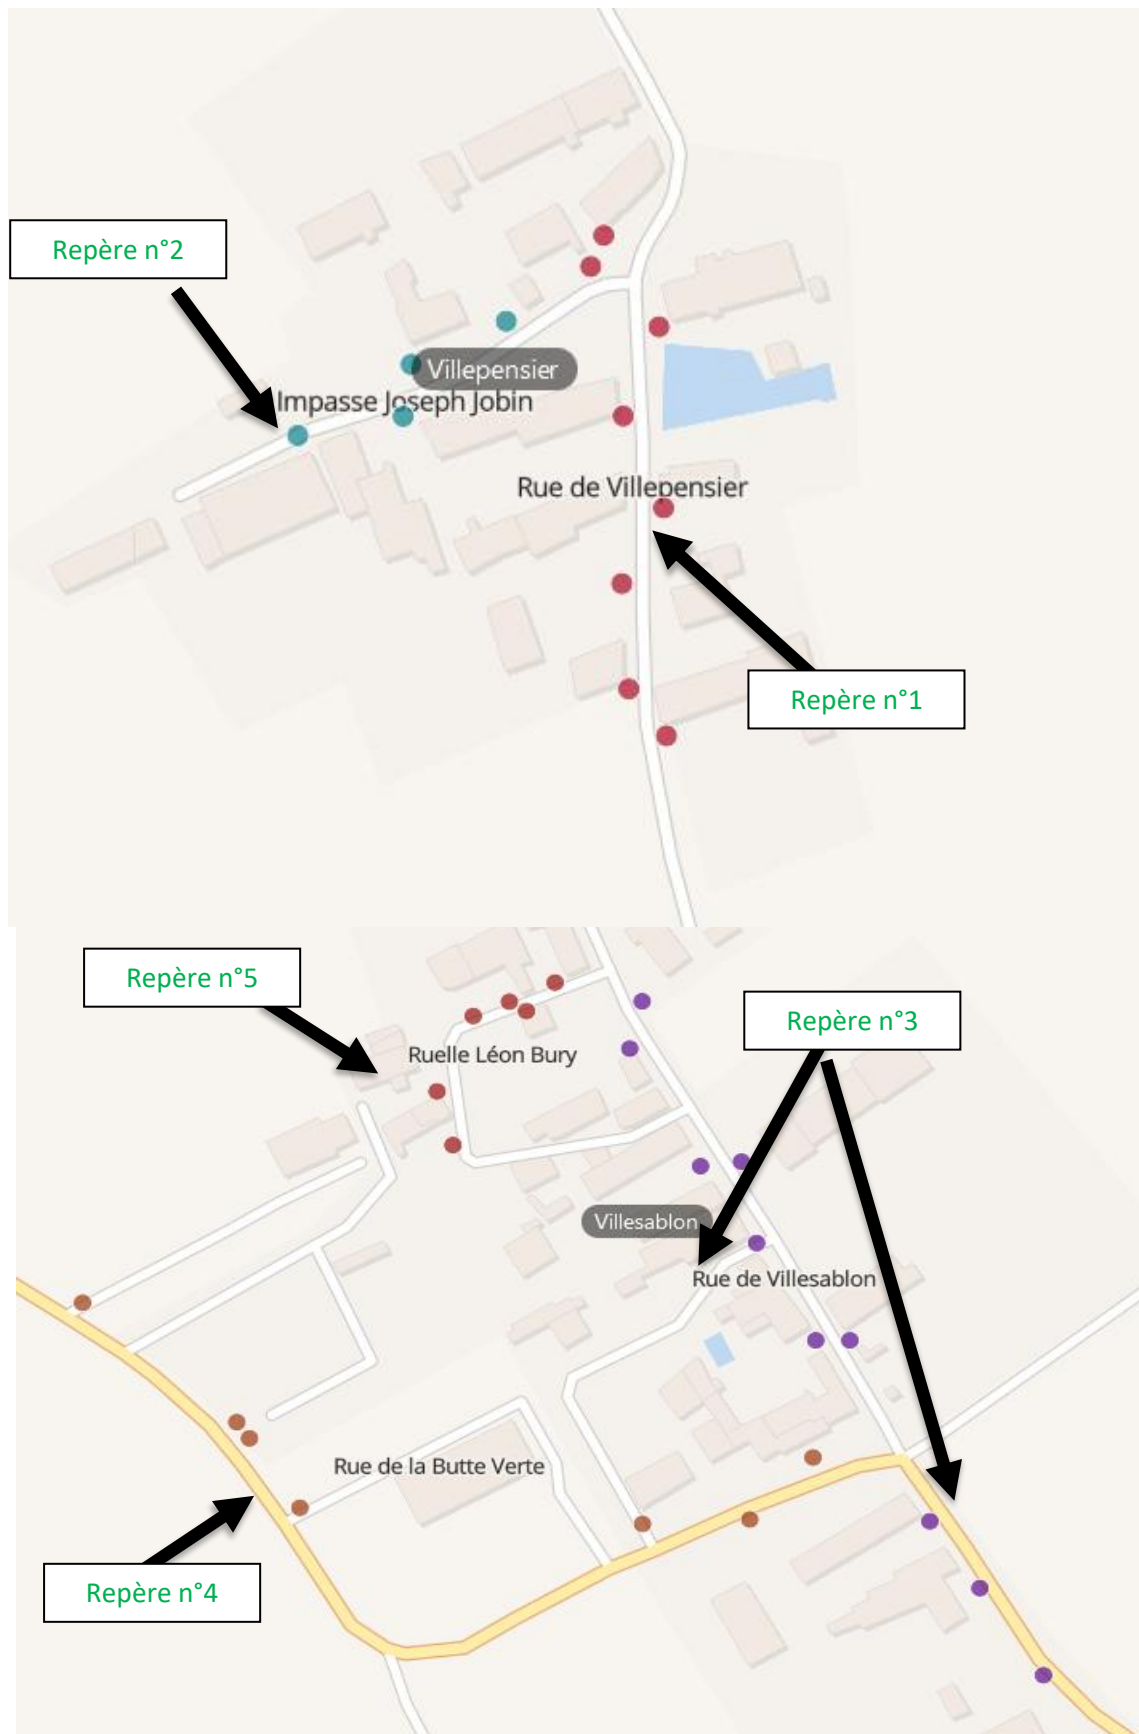 Repère n°2
Villepensier
Impasse Joseph Jobin
Rue de Villepensier
Repère n°1
Repère n°5
Repère n°3
Ruelle Léon Bury
Villesablon
Rue de Villesablon
Rue de la Butte Verte
Repère n°4